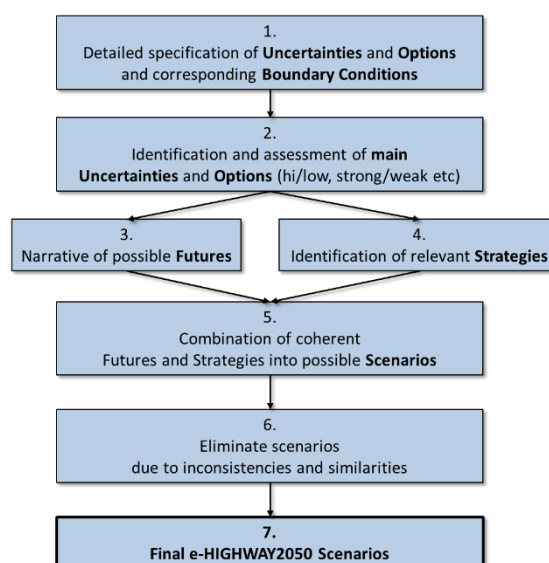 1.
Detailed specification of Uncertainties and Options
and corresponding Boundary Conditions
2.
Identification and assessment of main
Uncertainties and Options (hi/low, strong/weak etc)
3.
Narrative of possible Futures
4.
Identification of relevant Strategies
5.
Combination of coherent
Futures and Strategies into possible Scenarios
6.
Eliminate scenarios
due to inconsistencies and similarities
7.
Final e-HIGHWAY2050 Scenarios